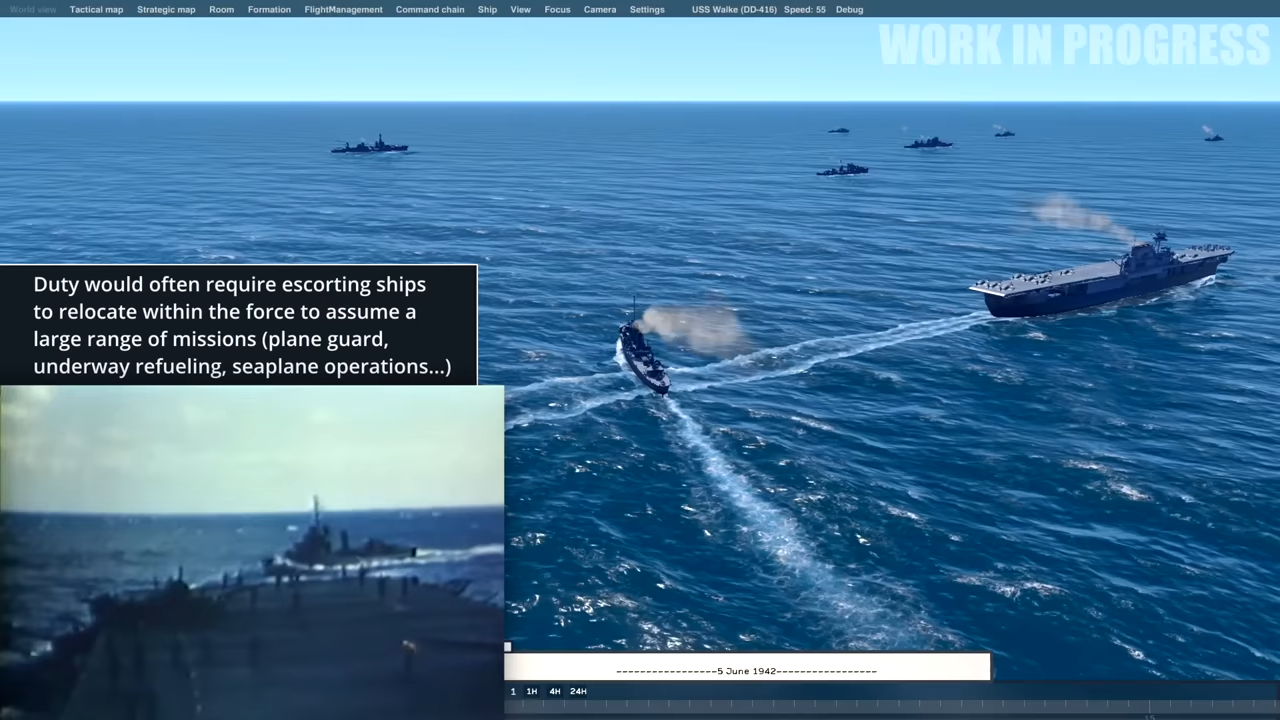 World view Tactical map Strategic map Room Formation FlightManagement Command chain Ship View Focus Camera Settings USS Walke (DD-416) Speed: 55 Debug
WORK IN PROGRESS
Duty would often require escorting ships
to relocate within the force to assume a
large range of missions (plane guard,
underway refueling, seaplane operations...)
-----------------5 June 1942-----------------
1 1H 4H 24H
15